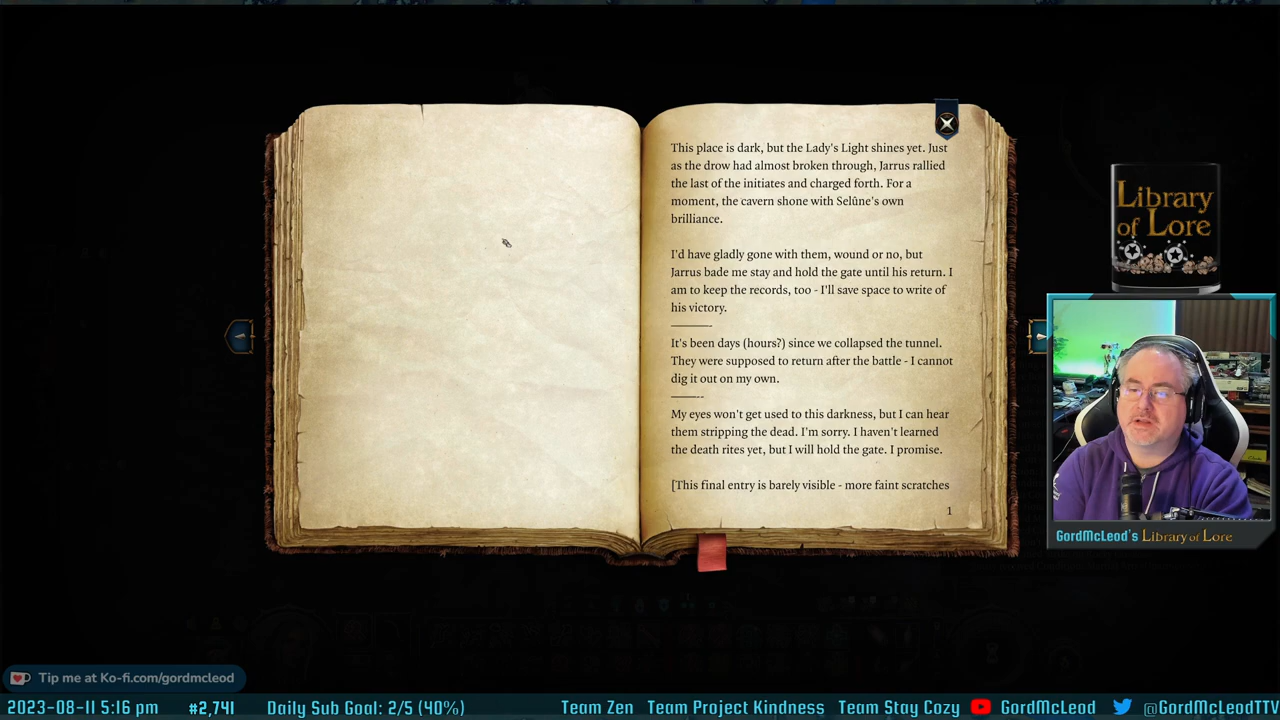 This place is dark, but the Lady's Light shines yet. Just
as the drow had almost broken through, Jarrus rallied
the last of the initiates and charged forth. For a
moment, the cavern shone with Selûne's own
brilliance.
I'd have gladly gone with them, wound or no, but
Jarrus bade me stay and hold the gate until his return. I
am to keep the records, too - I'll save space to write of
his victory.
———-
It's been days (hours?) since we collapsed the tunnel.
They were supposed to return after the battle - I cannot
dig it out on my own.
——--
My eyes won't get used to this darkness, but I can hear
them stripping the dead. I'm sorry. I haven't learned
the death rites yet, but I will hold the gate. I promise.
[This final entry is barely visible - more faint scratches
1
Library
of Lore
GordMcLeod's Library of Lore
Tip me at Ko-fi.com/gordmcleod
2023-08-11 5:16 pm #2,741 Daily Sub Goal: 2/5 (40%) Team Zen Team Project Kindness Team Stay Cozy GordMcLeod @GordMcLeodTTV